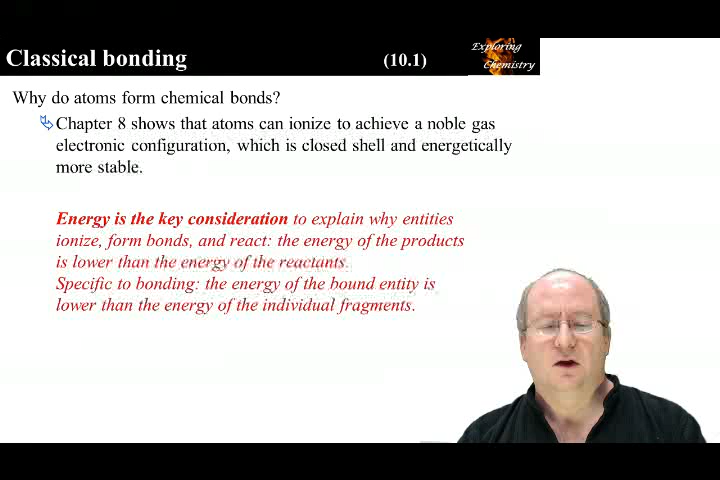 Classical bonding (10.1)
Exploring
Chemistry
Why do atoms form chemical bonds?
Chapter 8 shows that atoms can ionize to achieve a noble gas
electronic configuration, which is closed shell and energetically
more stable.
Energy is the key consideration to explain why entities
ionize, form bonds, and react: the energy of the products
is lower than the energy of the reactants.
Specific to bonding: the energy of the bound entity is
lower than the energy of the individual fragments.